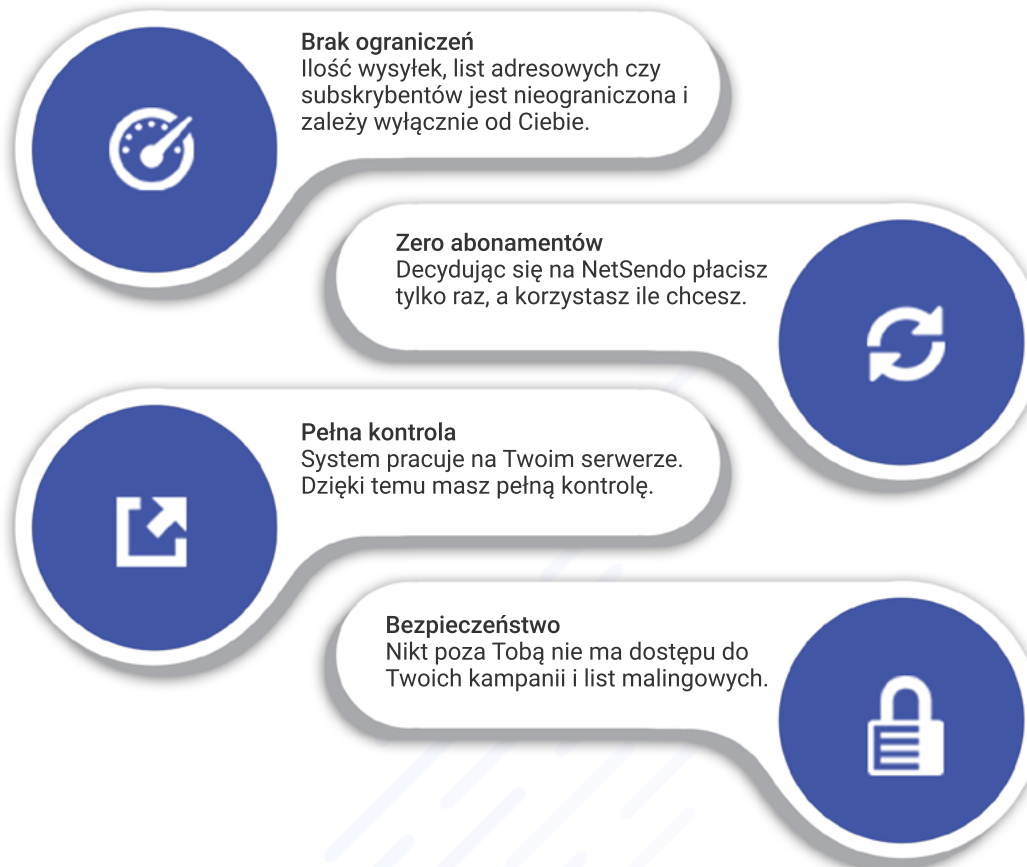 Brak ograniczeń
Ilość wysyłek, list adresowych czy
subskrybentów jest nieograniczona i
zależy wyłącznie od Ciebie.
Zero abonamentów
Decydując się na NetSendo płacisz
tylko raz, a korzystasz ile chcesz.
Pełna kontrola
System pracuje na Twoim serwerze.
Dzięki temu masz pełną kontrolę.
Bezpieczeństwo
Nikt poza Tobą nie ma dostępu do
Twoich kampanii i list malingowych.